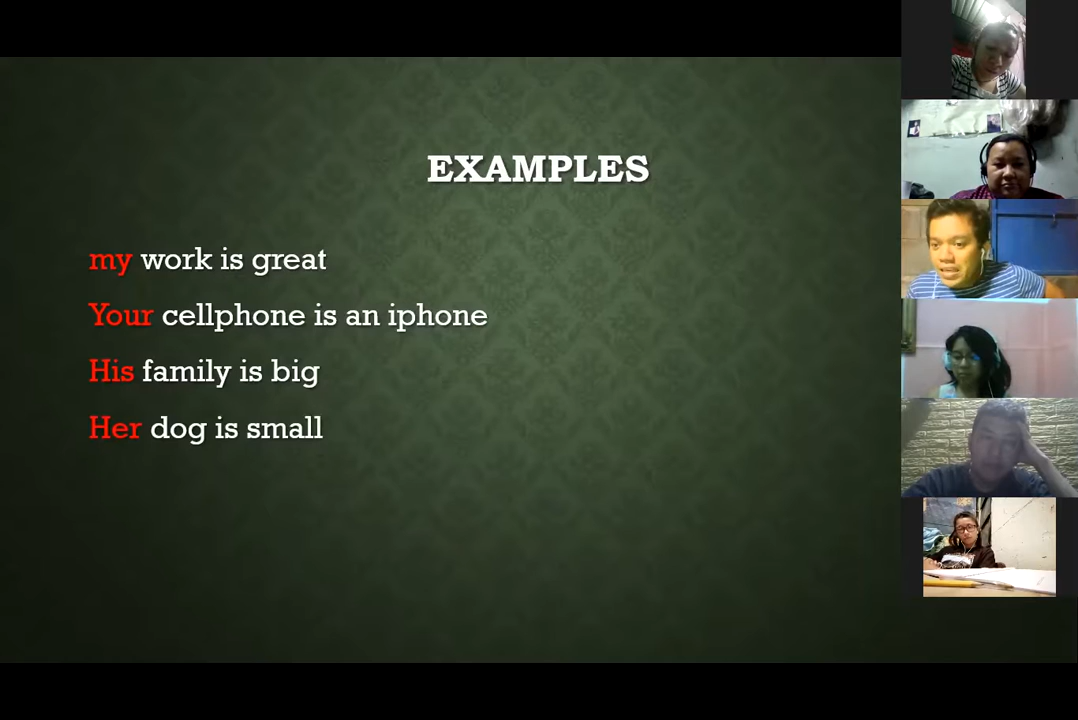 EXAMPLES
my work is great
Your cellphone is an iphone
His family is big
Her dog is small